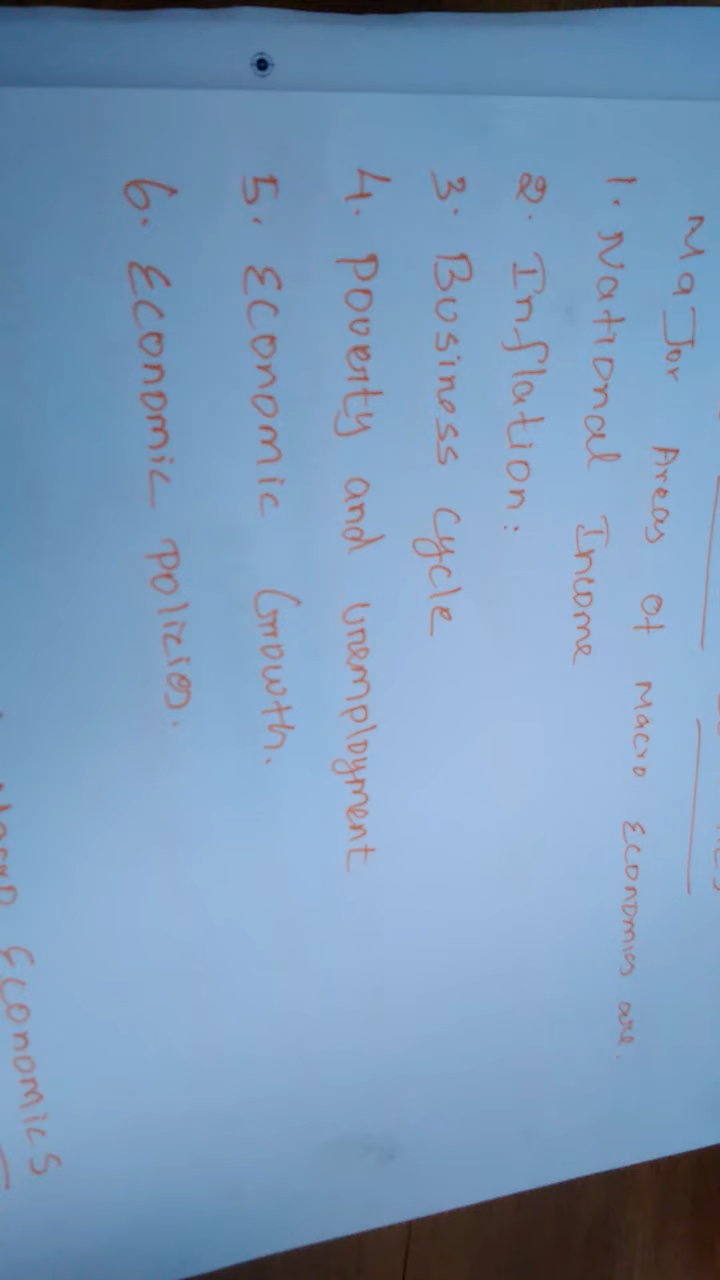 Major Areas of Macro Economics are.
1. National Income
2. Inflation:
3. Business cycle
4. Poverty and Unemployment
5. Economic Growth.
6. Economic Policies.
Economics